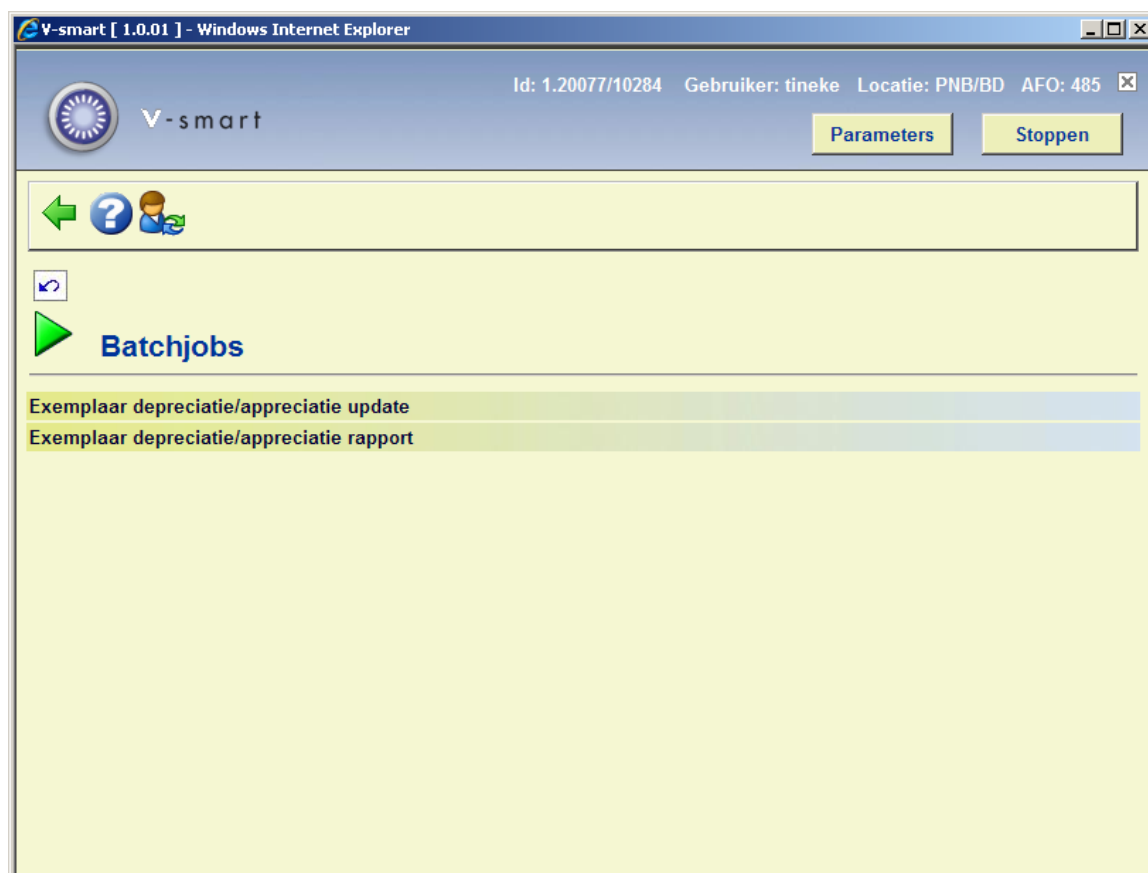 V-smart [ 1.0.01 ] - Windows Internet Explorer
Id: 1.20077/10284 Gebruiker: tineke Locatie: PNB/BD AFO: 485
V-smart
Parameters Stoppen
Batchjobs
Exemplaar depreciatie/appreciatie update
Exemplaar depreciatie/appreciatie rapport